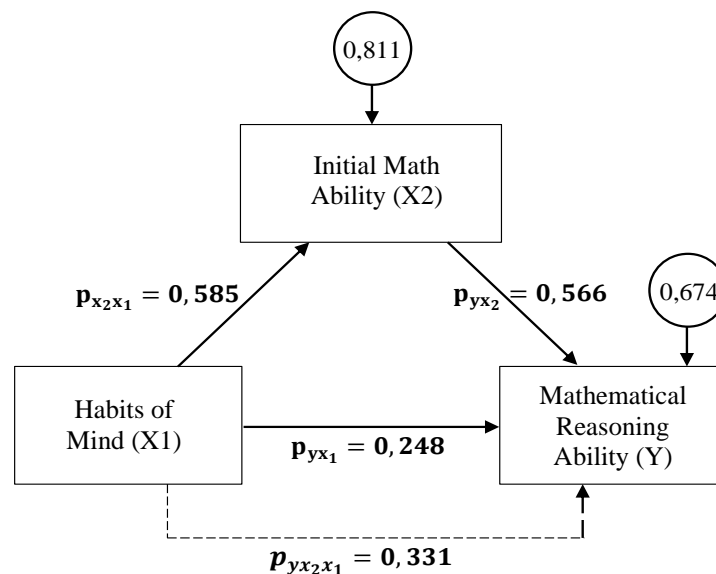 0,811
Initial Math
Ability (X2)
p_{x_2x_1} = 0,585
p_{yx_2} = 0,566
0,674
Habits of
Mind (X1)
p_{yx_1} = 0,248
Mathematical
Reasoning
Ability (Y)
p_{yx_2x_1} = 0,331